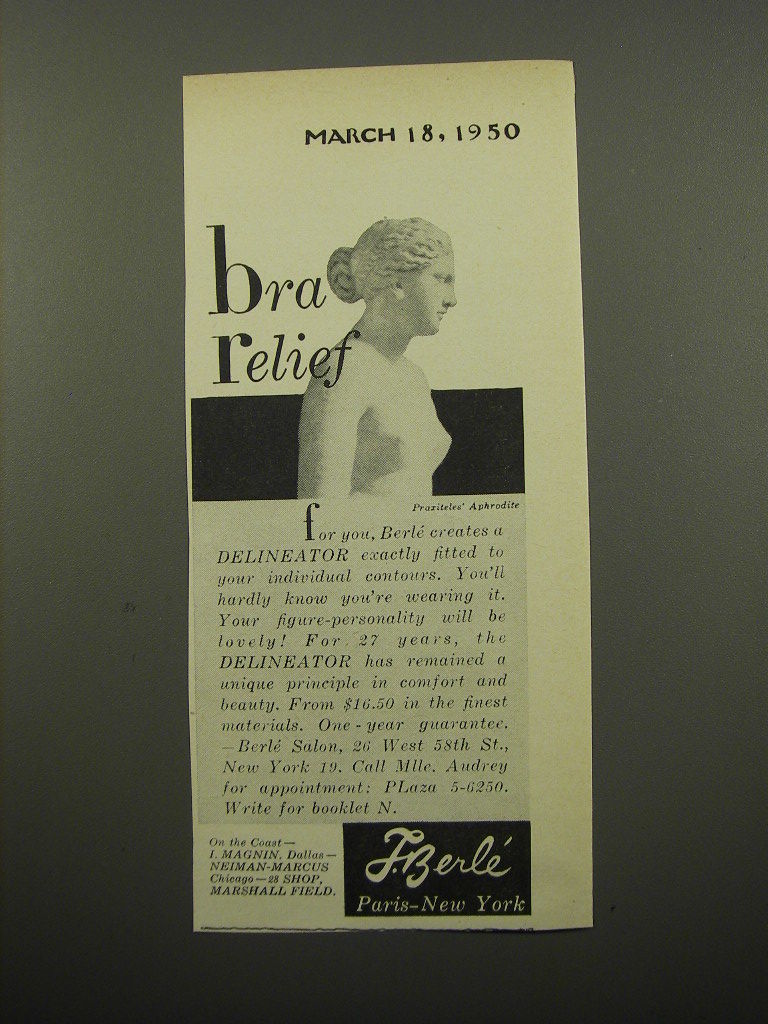 MARCH 18, 1950
bra
relief
Praxiteles' Aphrodite
for you, Berlé creates a
DELINEATOR exactly fitted to
your individual contours. You'll
hardly know you're wearing it.
Your figure-personality will be
lovely! For 27 years, the
DELINEATOR has remained a
unique principle in comfort and
beauty. From $16.50 in the finest
materials. One-year guarantee.
—Berlé Salon, 26 West 58th St.,
New York 19. Call Mlle. Audrey
for appointment: PLaza 5-6250.
Write for booklet N.
On the Coast—
I. MAGNIN. Dallas—
NEIMAN-MARCUS
Chicago—28 SHOP,
MARSHALL FIELD.
F. Berlé
Paris-New York